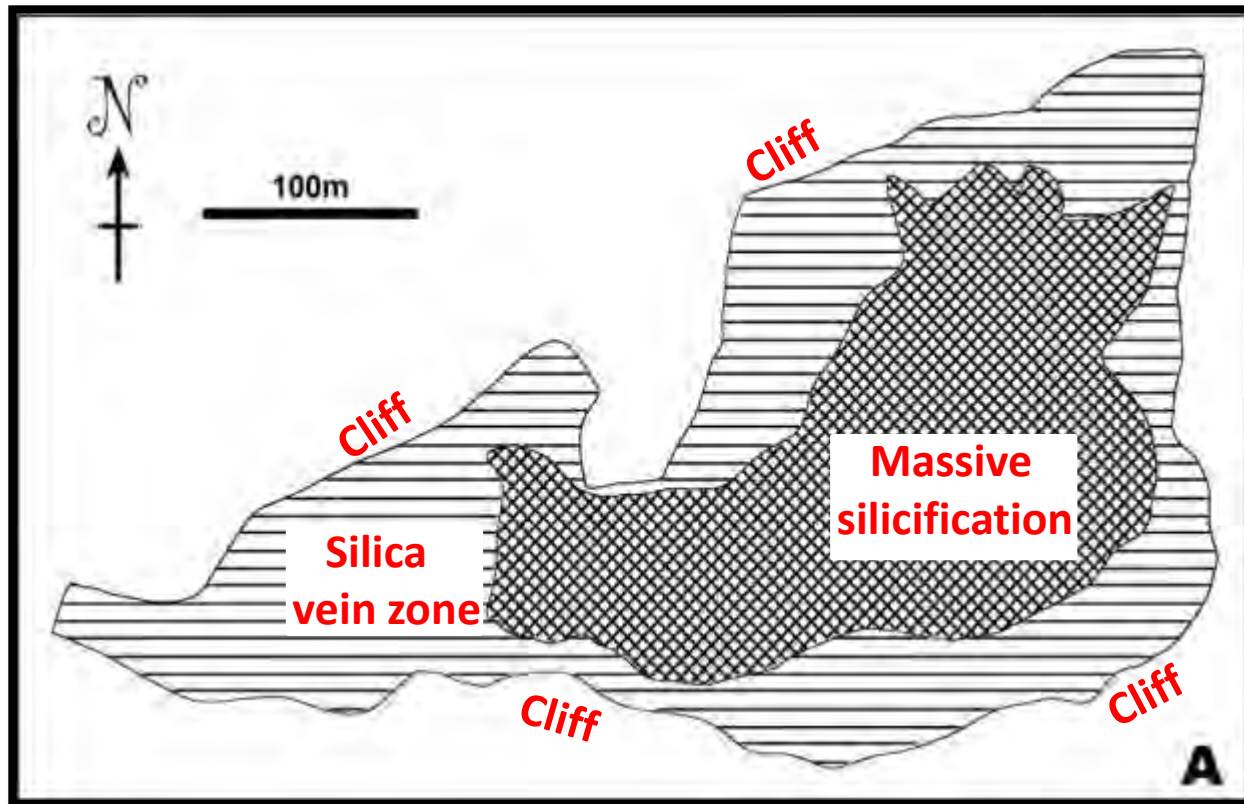 N
100m
Cliff
Cliff
Massive
silicification
Silica
vein zone
Cliff
Cliff
A